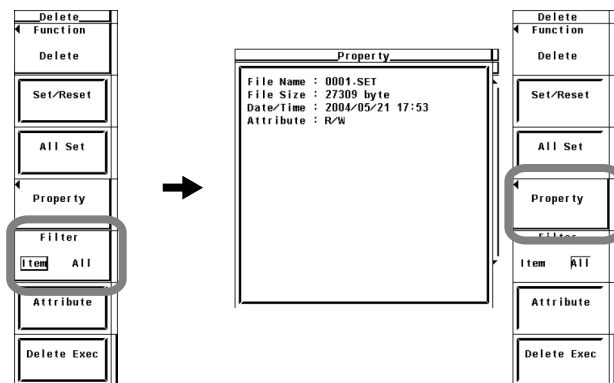 Delete
Function
Delete
Set/Reset
All Set
Property
Filter
Item All
Attribute
Delete Exec
Property
File Name : 0001.SET
File Size : 27309 byte
Date/Time : 2004/05/21 17:53
Attribute : R/W
Delete
Function
Delete
Set/Reset
All Set
Property
Filter
Item All
Attribute
Delete Exec